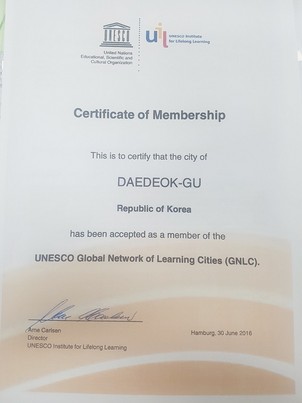 UNESCO
United Nations
Educational, Scientific and
Cultural Organization
uil
UNESCO Institute
for Lifelong Learning
Certificate of Membership
This is to certify that the city of
DAEDEOK-GU
Republic of Korea
has been accepted as a member of the
UNESCO Global Network of Learning Cities (GNLC).
Arne Carlsen
Director
UNESCO Institute for Lifelong Learning
Hamburg, 30 June 2016